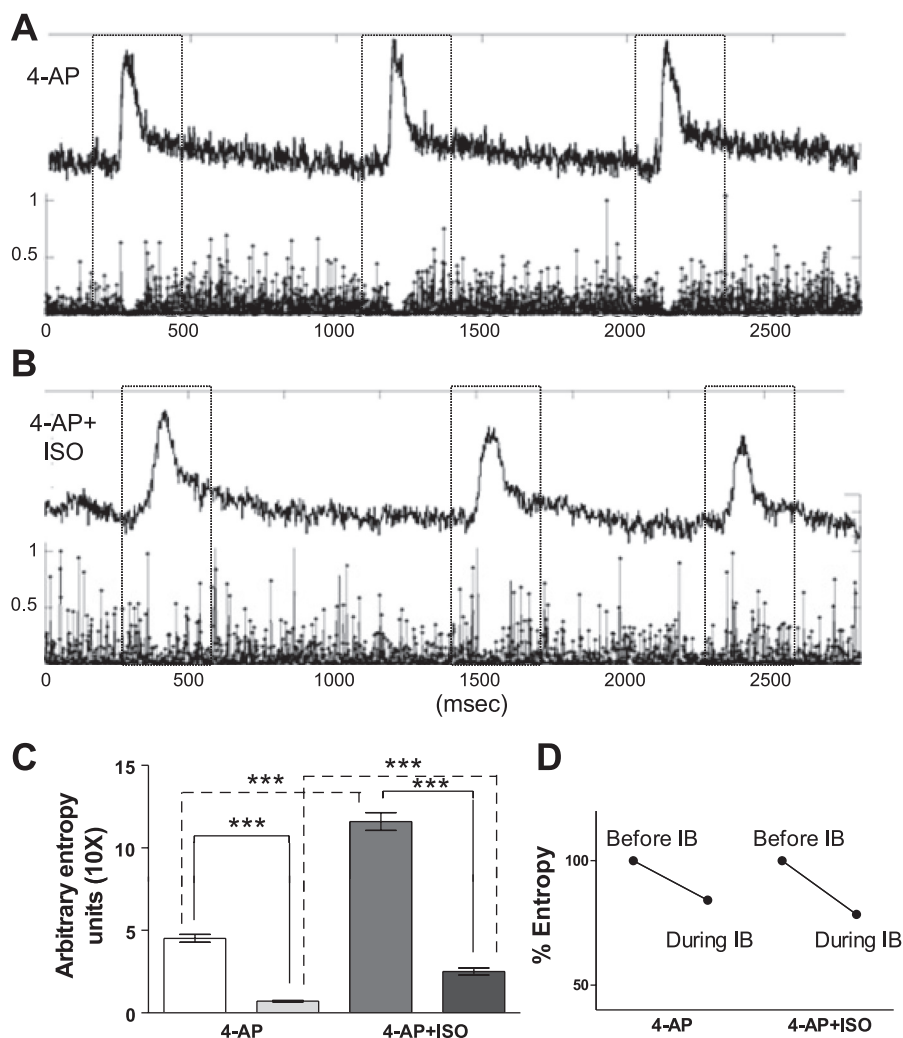 A
4-AP
1
0.5
0 500 1000 1500 2000 2500
B
4-AP+
ISO
1
0.5
0 500 1000 1500 2000 2500
(msec)
C
Arbitrary entropy
units (10X)
15
10
5
0
***
***
***
***
4-AP 4-AP+ISO
D
% Entropy
100
50
Before IB Before IB
During IB During IB
4-AP 4-AP+ISO